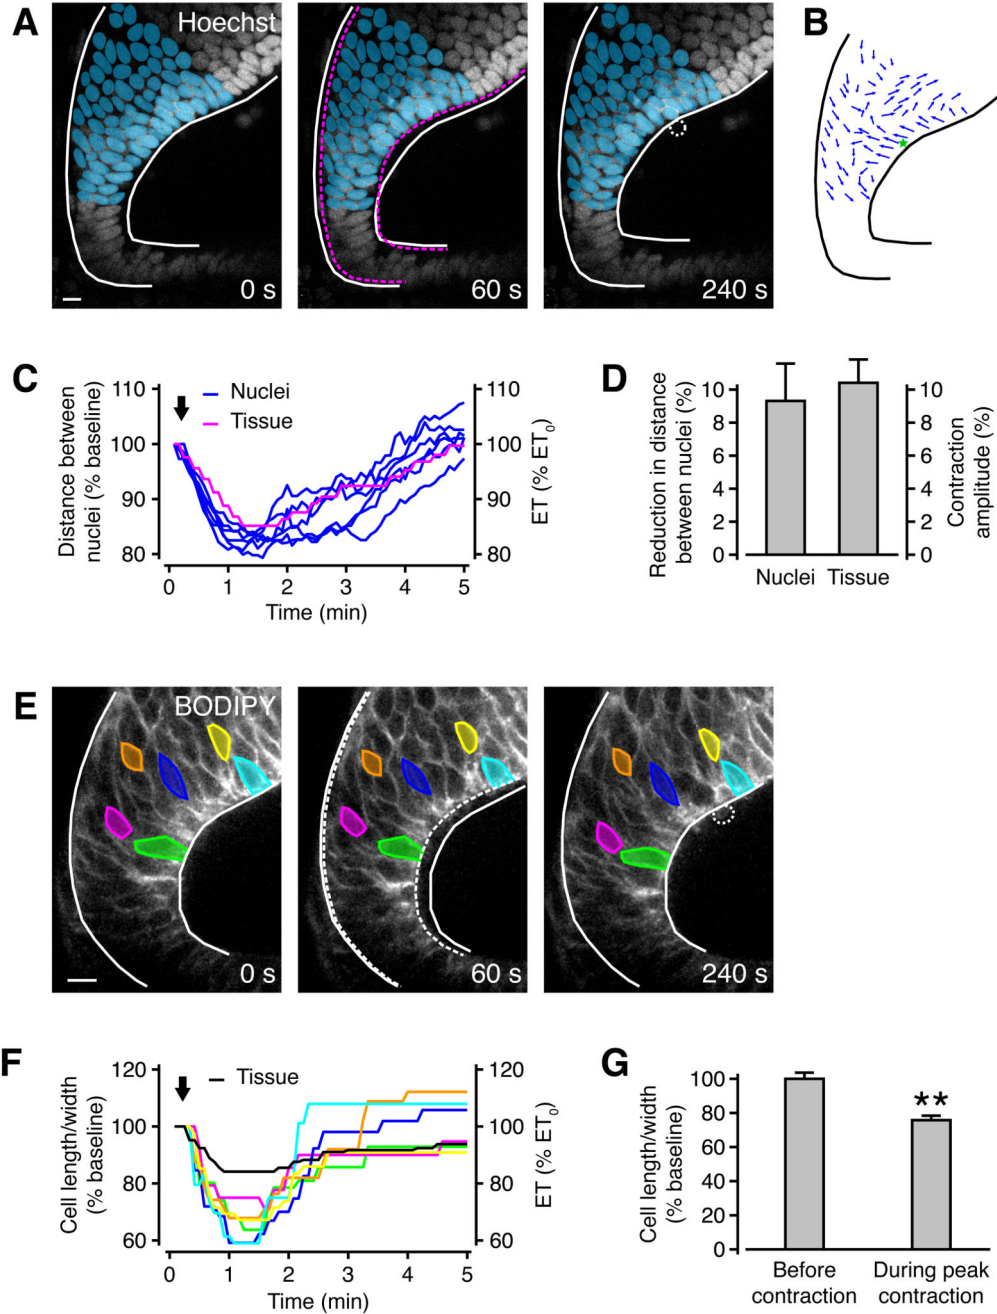 A
Hoechst
0 s
60 s
240 s
B
C
Distance between
nuclei (% baseline)
110
100
90
80
Nuclei
Tissue
110
100
90
80
ET (% ET0)
0 1 2 3 4 5
Time (min)
D
Reduction in distance
between nuclei (%)
10
8
6
4
2
0
10
8
6
4
2
0
Contraction
amplitude (%)
Nuclei Tissue
E
BODIPY
0 s
60 s
240 s
F
Cell length/width
(% baseline)
120
100
80
60
Tissue
120
100
80
60
ET (% ET0)
0 1 2 3 4 5
Time (min)
G
Cell length/width
(% baseline)
100
80
60
40
20
0
**
Before
contraction
During peak
contraction